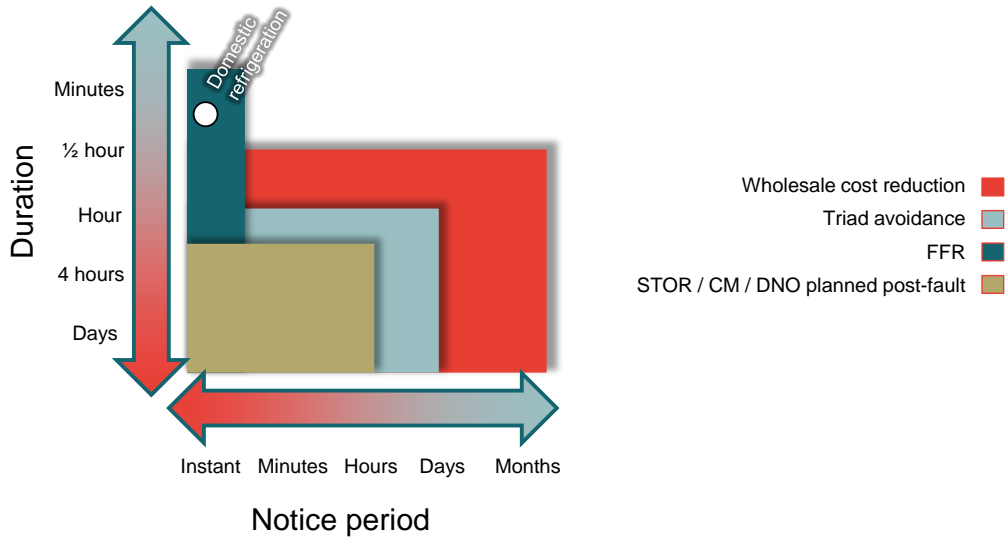 Domestic
refrigeration
Duration
Minutes
½ hour
Hour
4 hours
Days
Instant
Minutes
Hours
Days
Months
Notice period
Wholesale cost reduction
Triad avoidance
FFR
STOR / CM / DNO planned post-fault